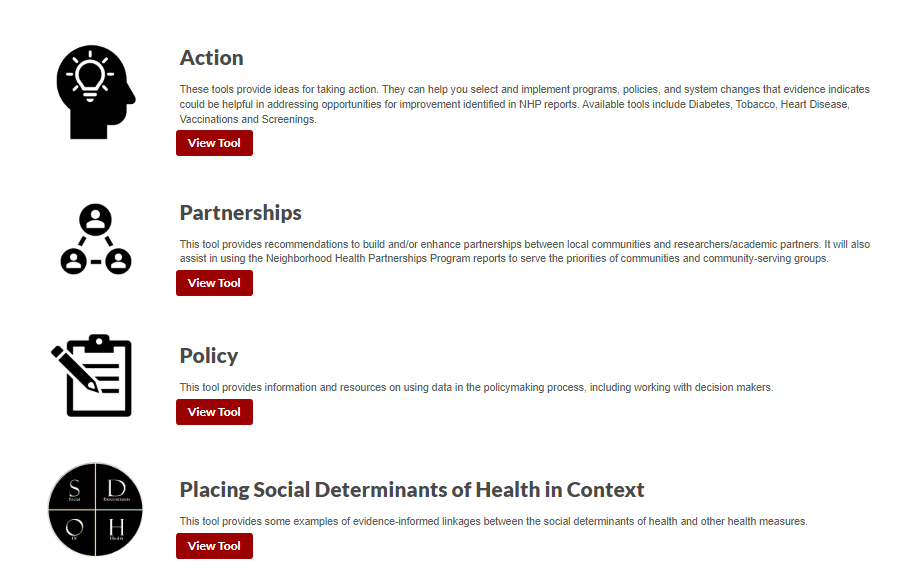 Action
These tools provide ideas for taking action. They can help you select and implement programs, policies, and system changes that evidence indicates
could be helpful in addressing opportunities for improvement identified in NHP reports. Available tools include Diabetes, Tobacco, Heart Disease,
Vaccinations and Screenings.
View Tool
Partnerships
This tool provides recommendations to build and/or enhance partnerships between local communities and researchers/academic partners. It will also
assist in using the Neighborhood Health Partnerships Program reports to serve the priorities of communities and community-serving groups.
View Tool
Policy
This tool provides information and resources on using data in the policymaking process, including working with decision makers.
View Tool
S D
Social Determinants
O H
Of Health
Placing Social Determinants of Health in Context
This tool provides some examples of evidence-informed linkages between the social determinants of health and other health measures.
View Tool